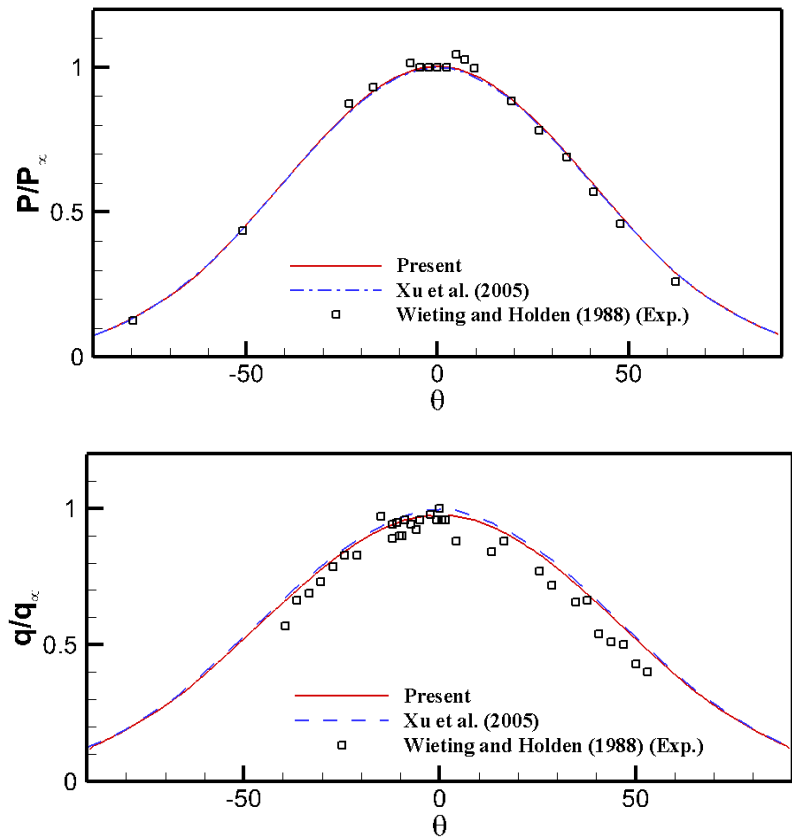 P/P∝
1
0.5
0
-50
0
50
θ
Present
Xu et al. (2005)
Wieting and Holden (1988) (Exp.)
q/q∝
1
0.5
0
-50
0
50
θ
Present
Xu et al. (2005)
Wieting and Holden (1988) (Exp.)